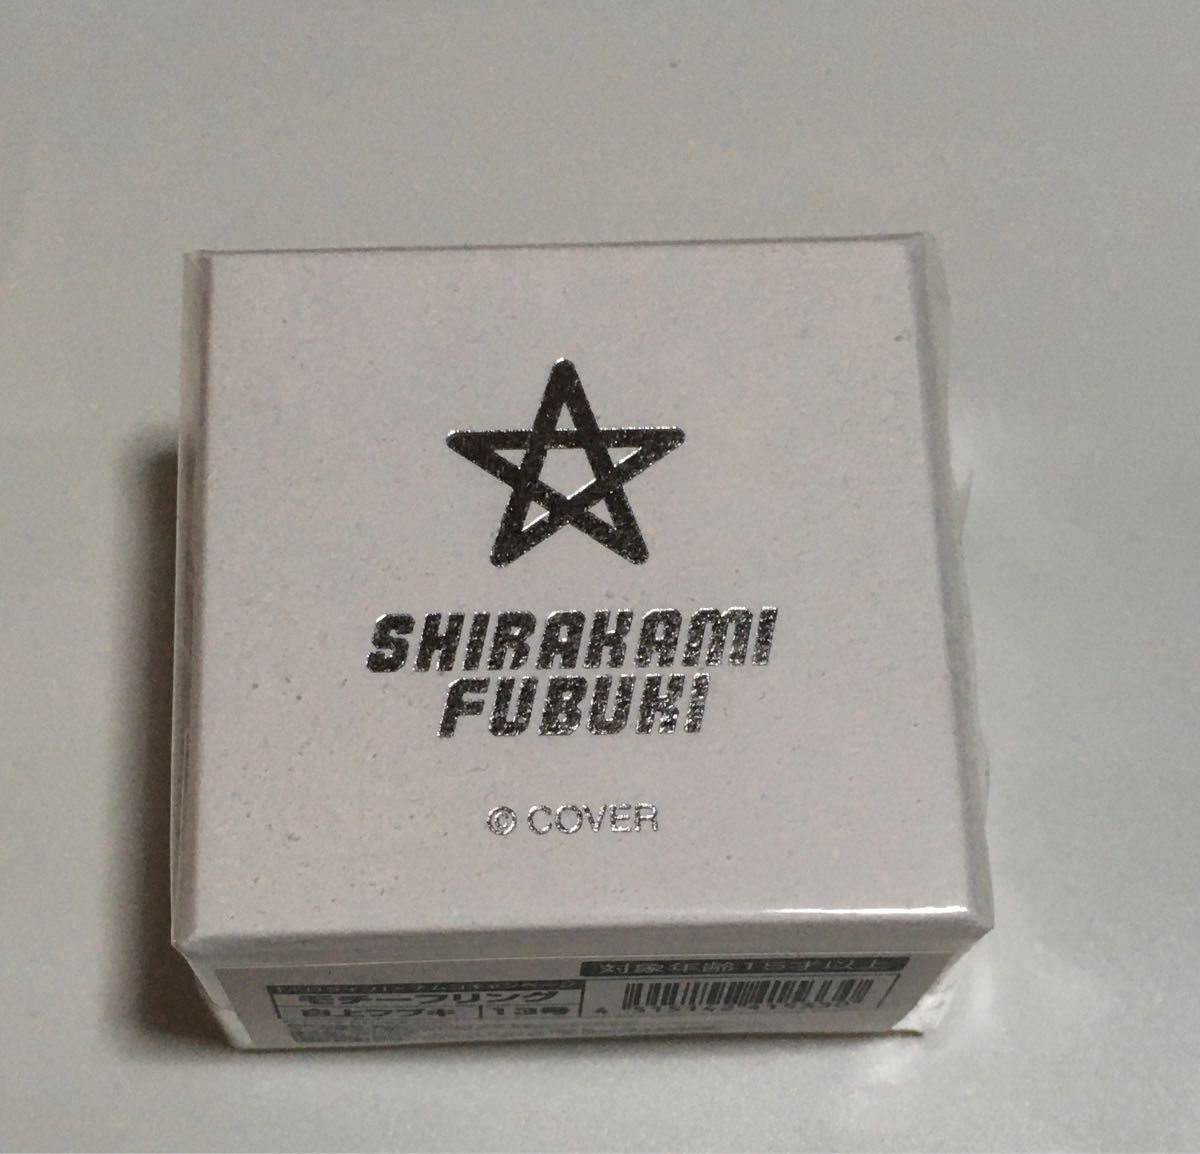 SHIRAKAMI
FUBUKI
© COVER
対象年齢15才以上
モチーフリング
白上フブキ 13号